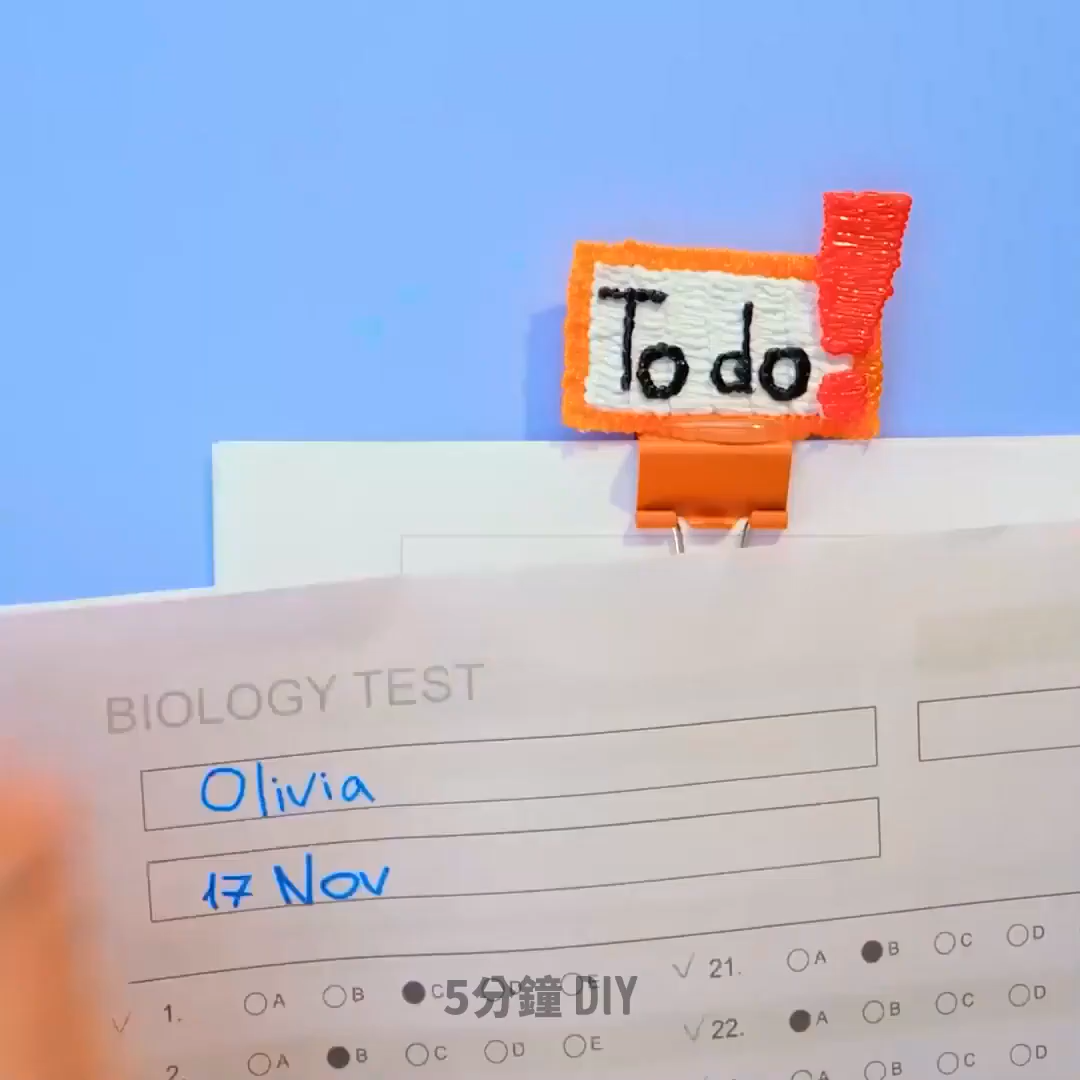 To do!
BIOLOGY TEST
Olivia
17 Nov
1. A B C D E
21. A B C D
2. A B C D E
22. A B C D
A B C D
5分鐘 DIY